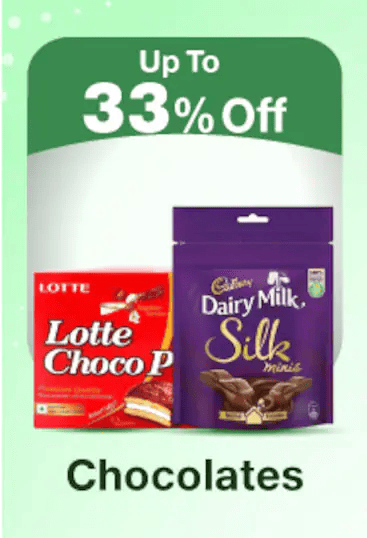 Up To
33% Off
LOTTE
Lotte
Choco P
Cadbury
Dairy Milk
Silk
minis
Chocolates